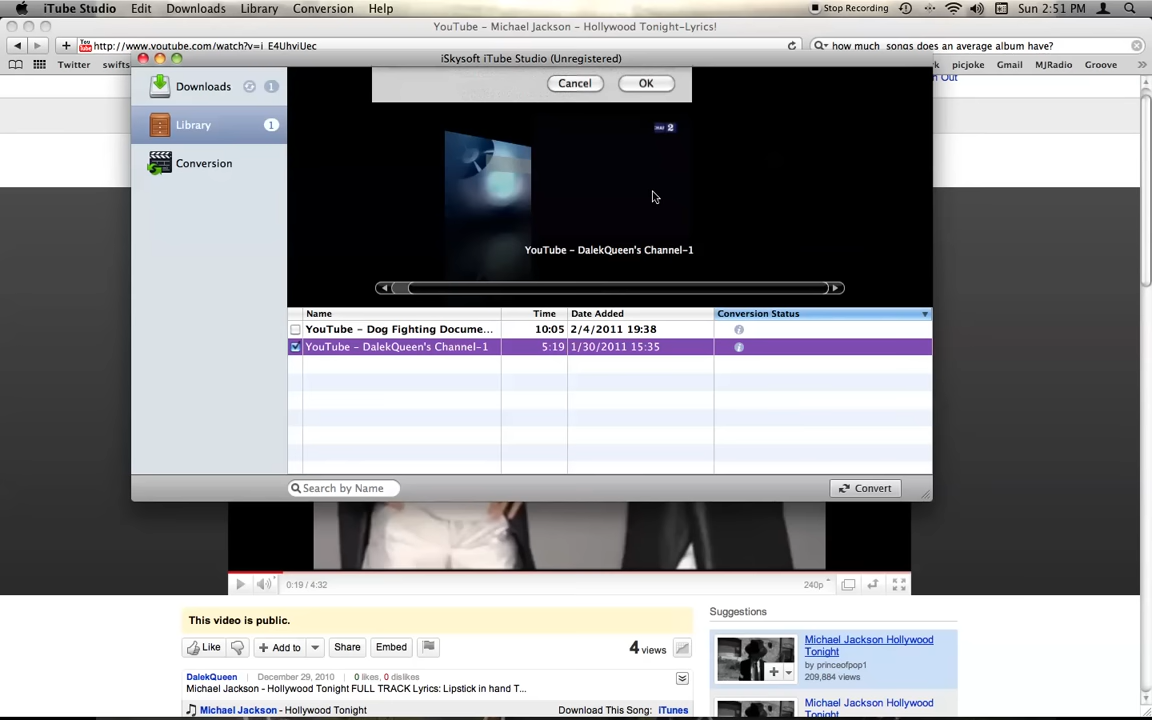 iTube Studio Edit Downloads Library Conversion Help Stop Recording Sun 2:51 PM
YouTube – Michael Jackson – Hollywood Tonight-Lyrics!
http://www.youtube.com/watch?v=j_E4UhviUec how much songs does an average album have?
Twitter swifts picjoke Gmail MJRadio Groove
iSkysoft iTube Studio (Unregistered)
Out
Downloads 1
Cancel OK
Library 1
2
Conversion
YouTube – DalekQueen's Channel-1
Name Time Date Added Conversion Status
YouTube – Dog Fighting Docume... 10:05 2/4/2011 19:38
YouTube – DalekQueen's Channel-1 5:19 1/30/2011 15:35
Search by Name Convert
0:19 / 4:32 240p
This video is public.
Suggestions
Like Add to Share Embed 4 views
Michael Jackson Hollywood
Tonight
by princeofpop1
209,884 views
DalekQueen December 29, 2010 0 likes, 0 dislikes
Michael Jackson - Hollywood Tonight FULL TRACK Lyrics: Lipstick in hand T...
Michael Jackson - Hollywood Tonight Download This Song: iTunes
Michael Jackson Hollywood
Tonight